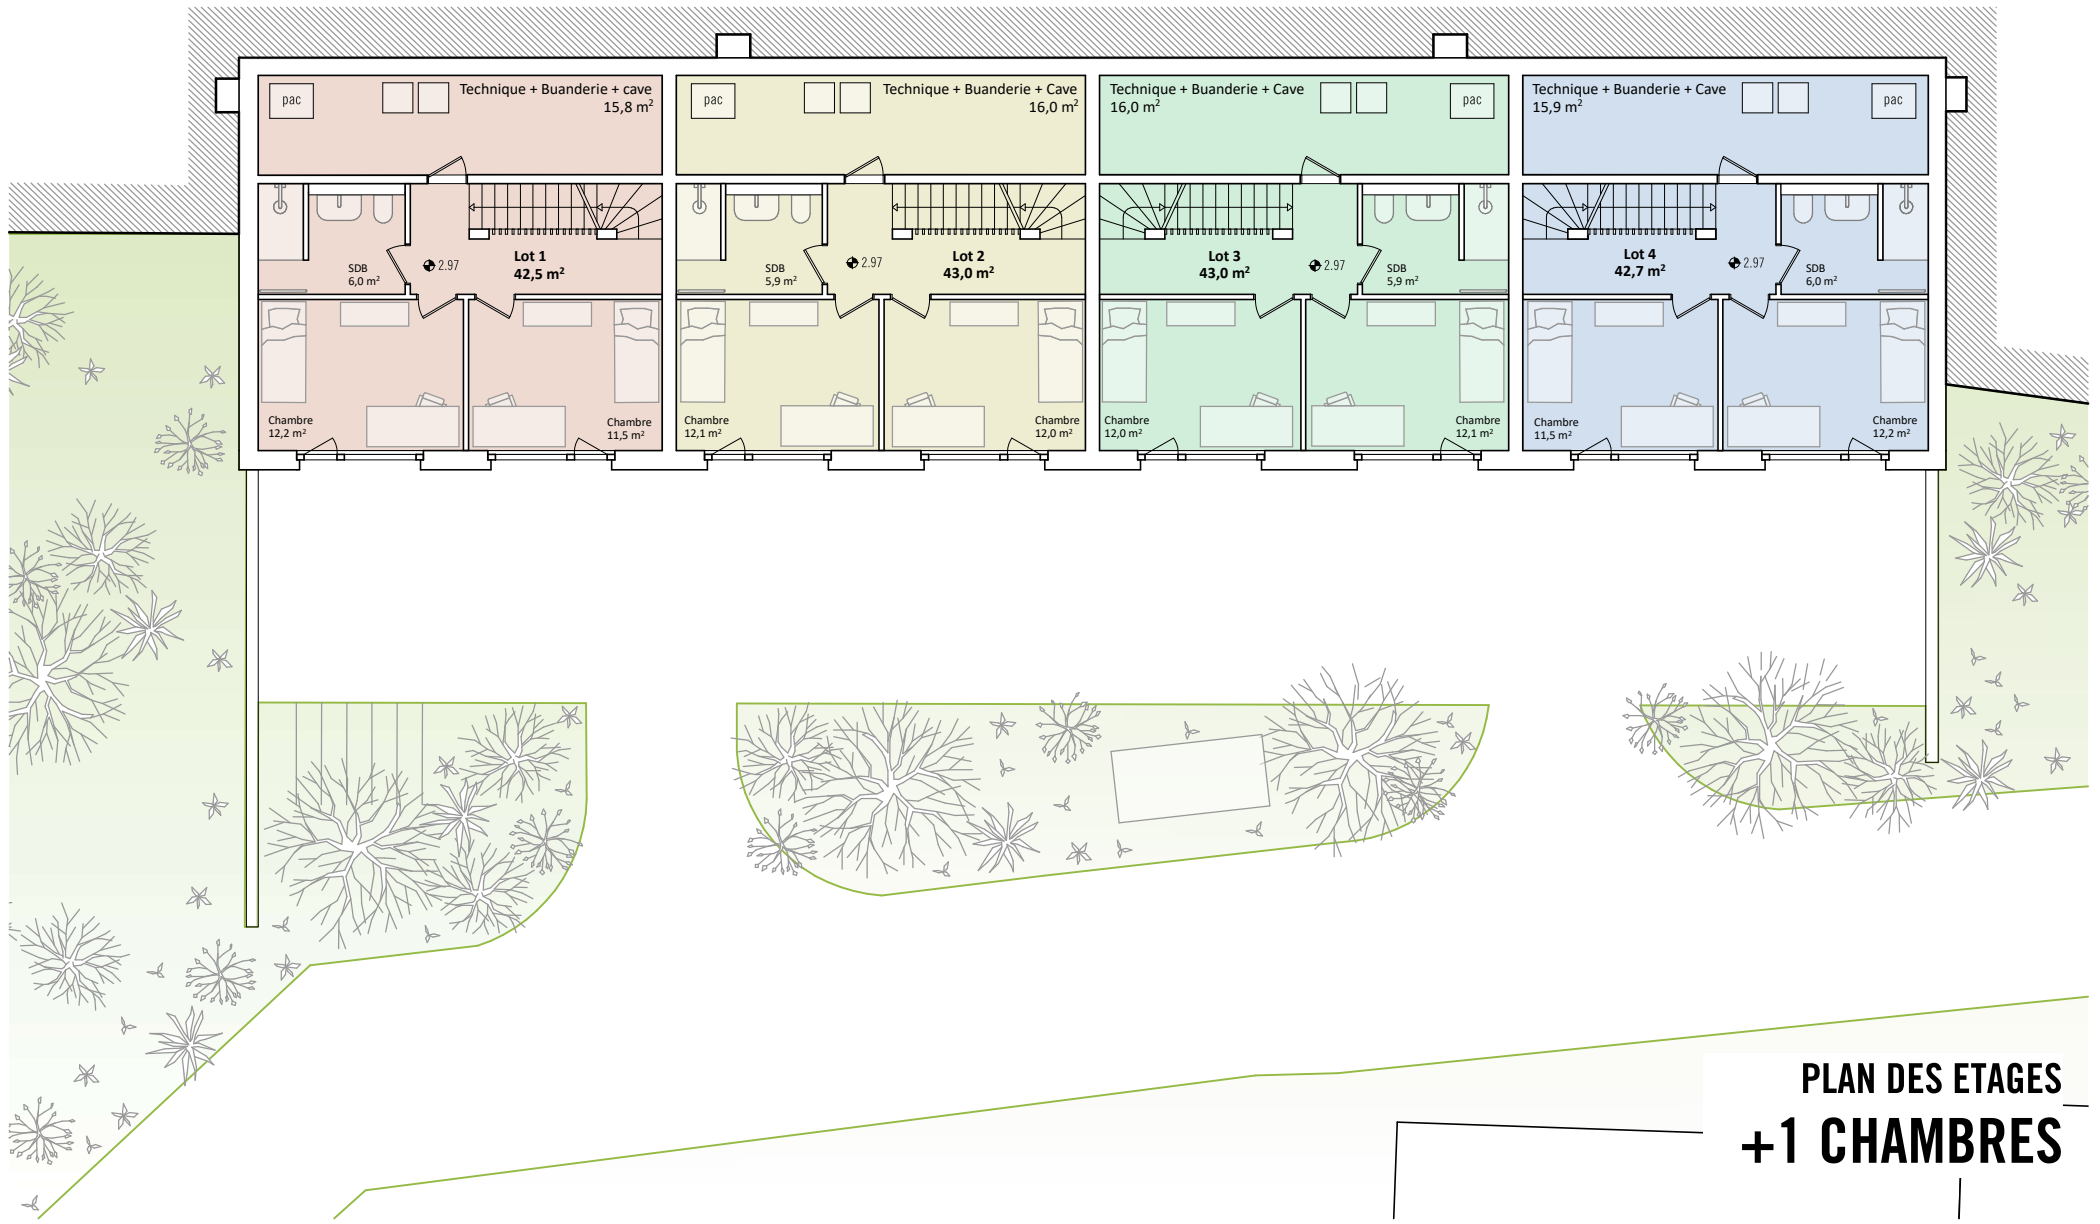 pac
Technique + Buanderie + cave
15,8 m²
pac
Technique + Buanderie + Cave
16,0 m²
Technique + Buanderie + Cave
16,0 m²
pac
Technique + Buanderie + Cave
15,9 m²
pac
SDB
6,0 m²
2.97
Lot 1
42,5 m²
SDB
5,9 m²
2.97
Lot 2
43,0 m²
Lot 3
43,0 m²
2.97
SDB
5,9 m²
Lot 4
42,7 m²
2.97
SDB
6,0 m²
Chambre
12,2 m²
Chambre
11,5 m²
Chambre
12,1 m²
Chambre
12,0 m²
Chambre
12,0 m²
Chambre
12,1 m²
Chambre
11,5 m²
Chambre
12,2 m²
PLAN DES ETAGES
+1 CHAMBRES